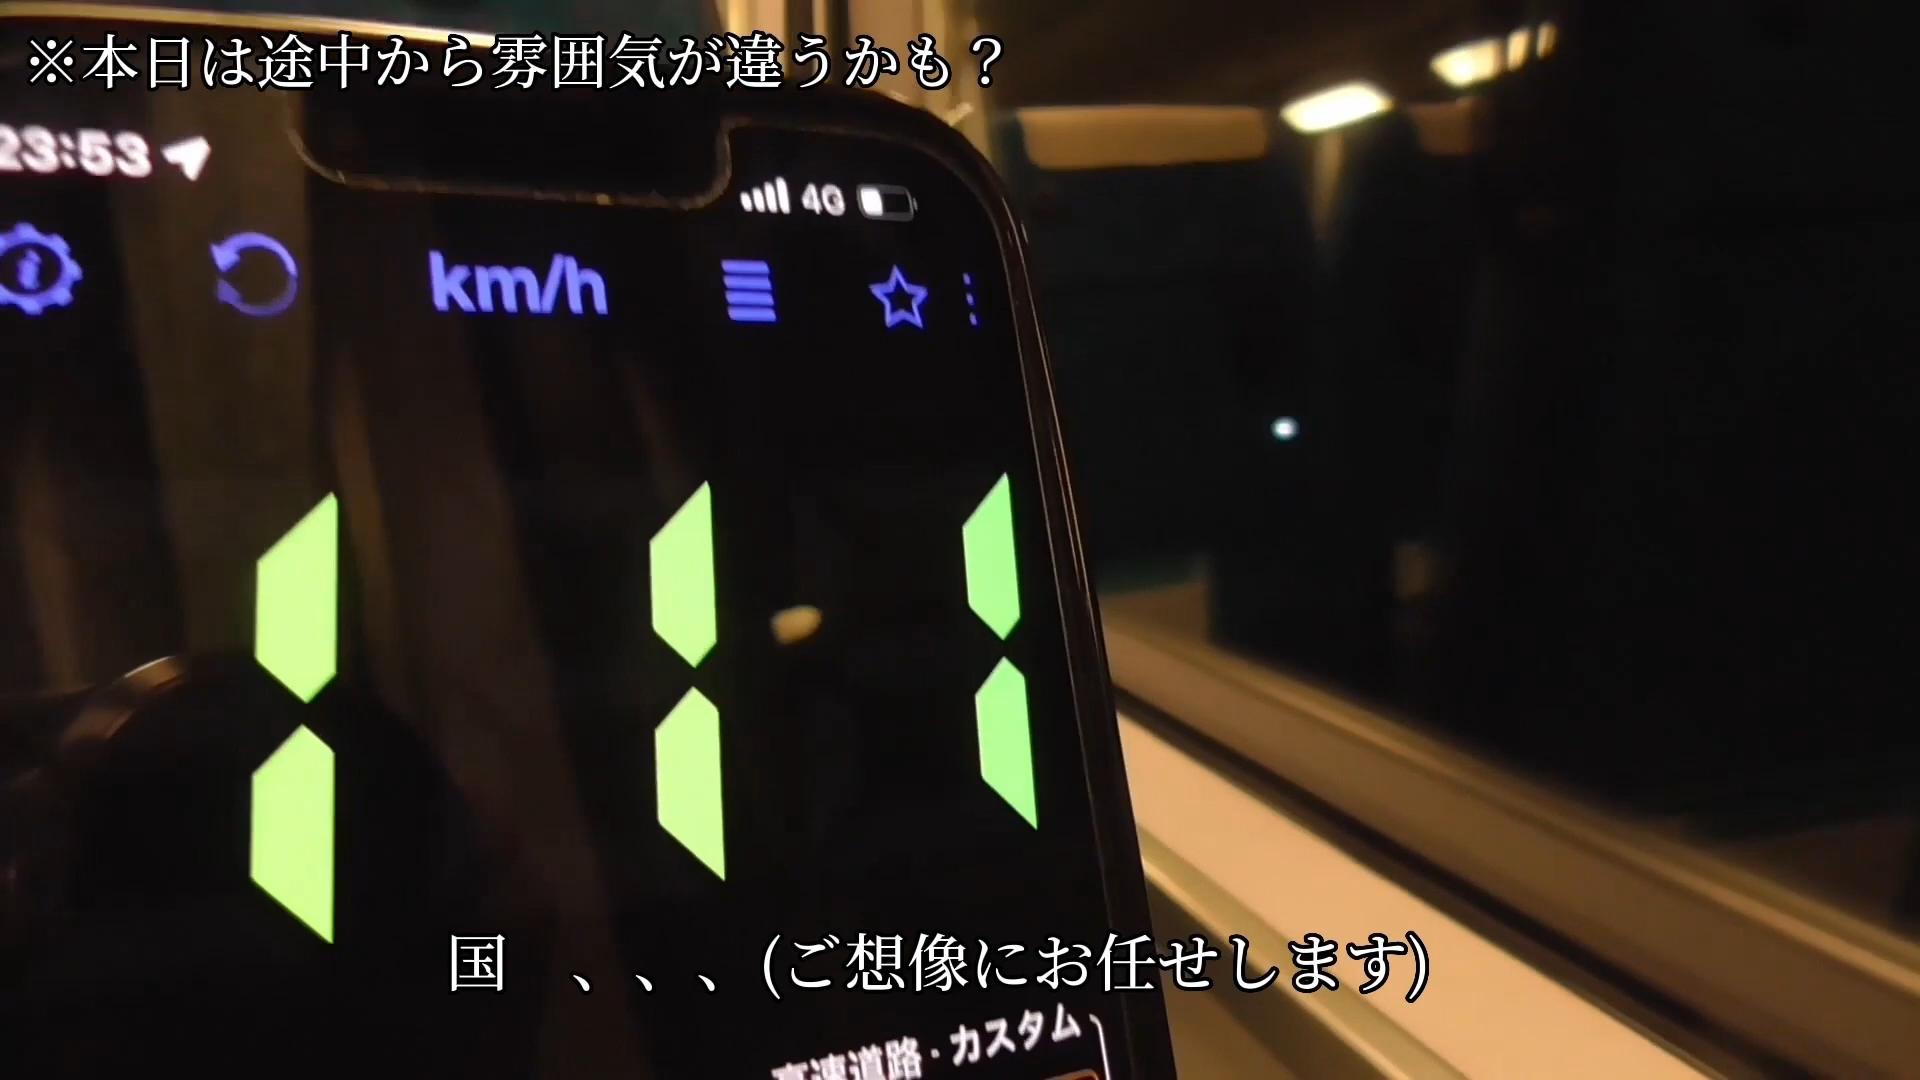 ※本日は途中から雰囲気が違うかも？
23:53
4G
km/h
111
国　、、、(ご想像にお任せします)
高速道路・カスタム